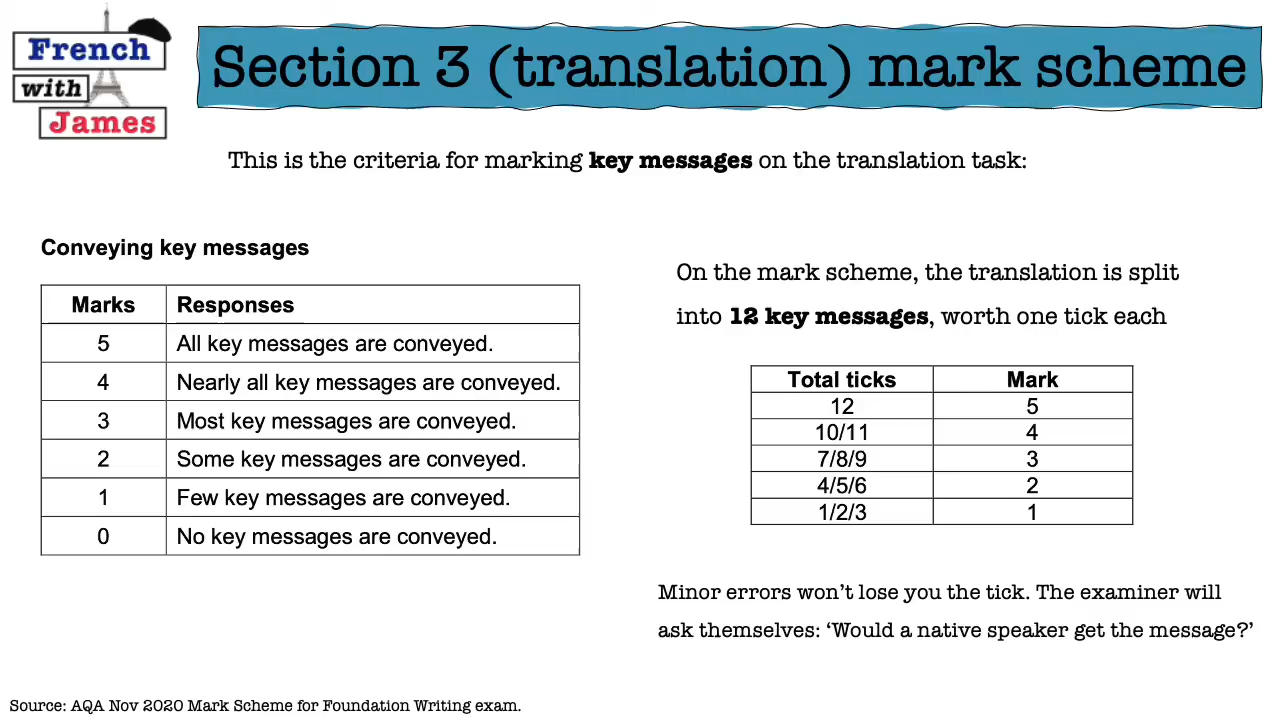 French
with
James
Section 3 (translation) mark scheme
This is the criteria for marking key messages on the translation task:
Conveying key messages
Marks Responses
5 All key messages are conveyed.
4 Nearly all key messages are conveyed.
3 Most key messages are conveyed.
2 Some key messages are conveyed.
1 Few key messages are conveyed.
0 No key messages are conveyed.
On the mark scheme, the translation is split
into 12 key messages, worth one tick each
Total ticks Mark
12 5
10/11 4
7/8/9 3
4/5/6 2
1/2/3 1
Minor errors won’t lose you the tick. The examiner will
ask themselves: ‘Would a native speaker get the message?’
Source: AQA Nov 2020 Mark Scheme for Foundation Writing exam.